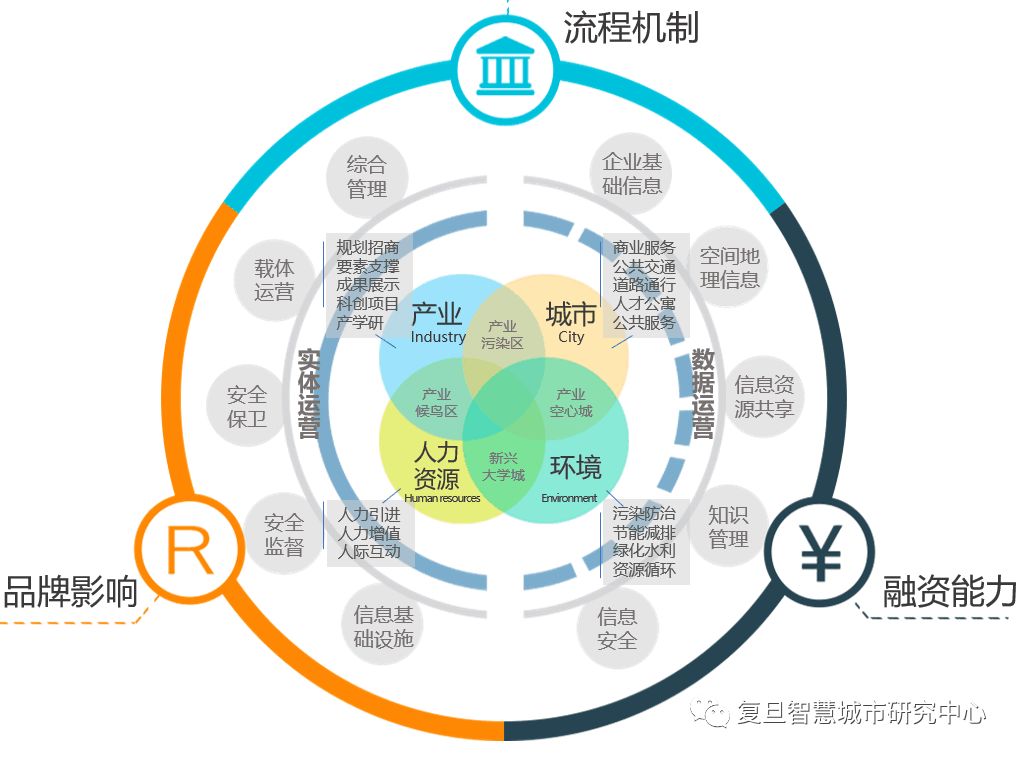 流程机制
综合
管理
企业基
础信息
载体
运营
规划招商
要素支撑
成果展示
科创项目
产学研
商业服务
公共交通
道路通行
人才公寓
公共服务
空间地
理信息
产业
Industry
产业
污染区
城市
City
实体运营
数据运营
安全
保卫
产业
候鸟区
产业
空心城
信息资
源共享
人力
资源
Human resources
新兴
大学城
环境
Environment
安全
监督
人力引进
人力增值
人际互动
污染防治
节能减排
绿化水利
资源循环
知识
管理
R
¥
品牌影响
融资能力
信息基
础设施
信息
安全
复旦智慧城市研究中心